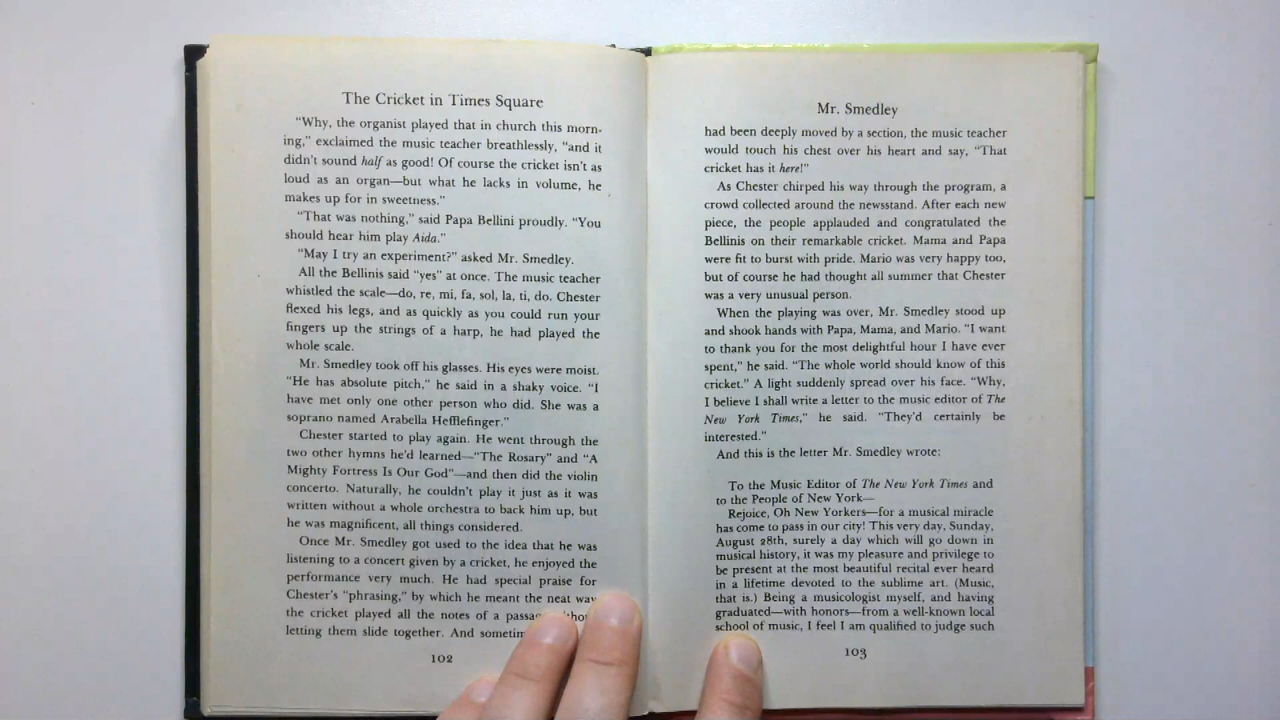 The Cricket in Times Square
"Why, the organist played that in church this morn-
ing," exclaimed the music teacher breathlessly, "and it
didn't sound half as good! Of course the cricket isn't as
loud as an organ—but what he lacks in volume, he
makes up for in sweetness."
"That was nothing," said Papa Bellini proudly. "You
should hear him play Aida."
"May I try an experiment?" asked Mr. Smedley.
All the Bellinis said "yes" at once. The music teacher
whistled the scale—do, re, mi, fa, sol, la, ti, do. Chester
flexed his legs, and as quickly as you could run your
fingers up the strings of a harp, he had played the
whole scale.
Mr. Smedley took off his glasses. His eyes were moist.
"He has absolute pitch," he said in a shaky voice. "I
have met only one other person who did. She was a
soprano named Arabella Hefflefinger."
Chester started to play again. He went through the
two other hymns he'd learned—"The Rosary" and "A
Mighty Fortress Is Our God"—and then did the violin
concerto. Naturally, he couldn't play it just as it was
written without a whole orchestra to back him up, but
he was magnificent, all things considered.
Once Mr. Smedley got used to the idea that he was
listening to a concert given by a cricket, he enjoyed the
performance very much. He had special praise for
Chester's "phrasing," by which he meant the neat way
the cricket played all the notes of a
letting them slide together. And
102
Mr. Smedley
had been deeply moved by a section, the music teacher
would touch his chest over his heart and say, "That
cricket has it here!"
As Chester chirped his way through the program, a
crowd collected around the newsstand. After each new
piece, the people applauded and congratulated the
Bellinis on their remarkable cricket. Mama and Papa
were fit to burst with pride. Mario was very happy too,
but of course he had thought all summer that Chester
was a very unusual person.
When the playing was over, Mr. Smedley stood up
and shook hands with Papa, Mama, and Mario. "I want
to thank you for the most delightful hour I have ever
spent," he said. "The whole world should know of this
cricket." A light suddenly spread over his face. "Why,
I believe I shall write a letter to the music editor of The
New York Times," he said. "They'd certainly be
interested."
And this is the letter Mr. Smedley wrote:
To the Music Editor of The New York Times and
to the People of New York—
Rejoice, Oh New Yorkers—for a musical miracle
has come to pass in our city! This very day, Sunday,
August 28th, surely a day which will go down in
musical history, it was my pleasure and privilege to
be present at the most beautiful recital ever heard
in a lifetime devoted to the sublime art. (Music,
that is.) Being a musicologist myself, and having
graduated—with honors—from a well-known local
school of music, I feel I am qualified to judge such
103